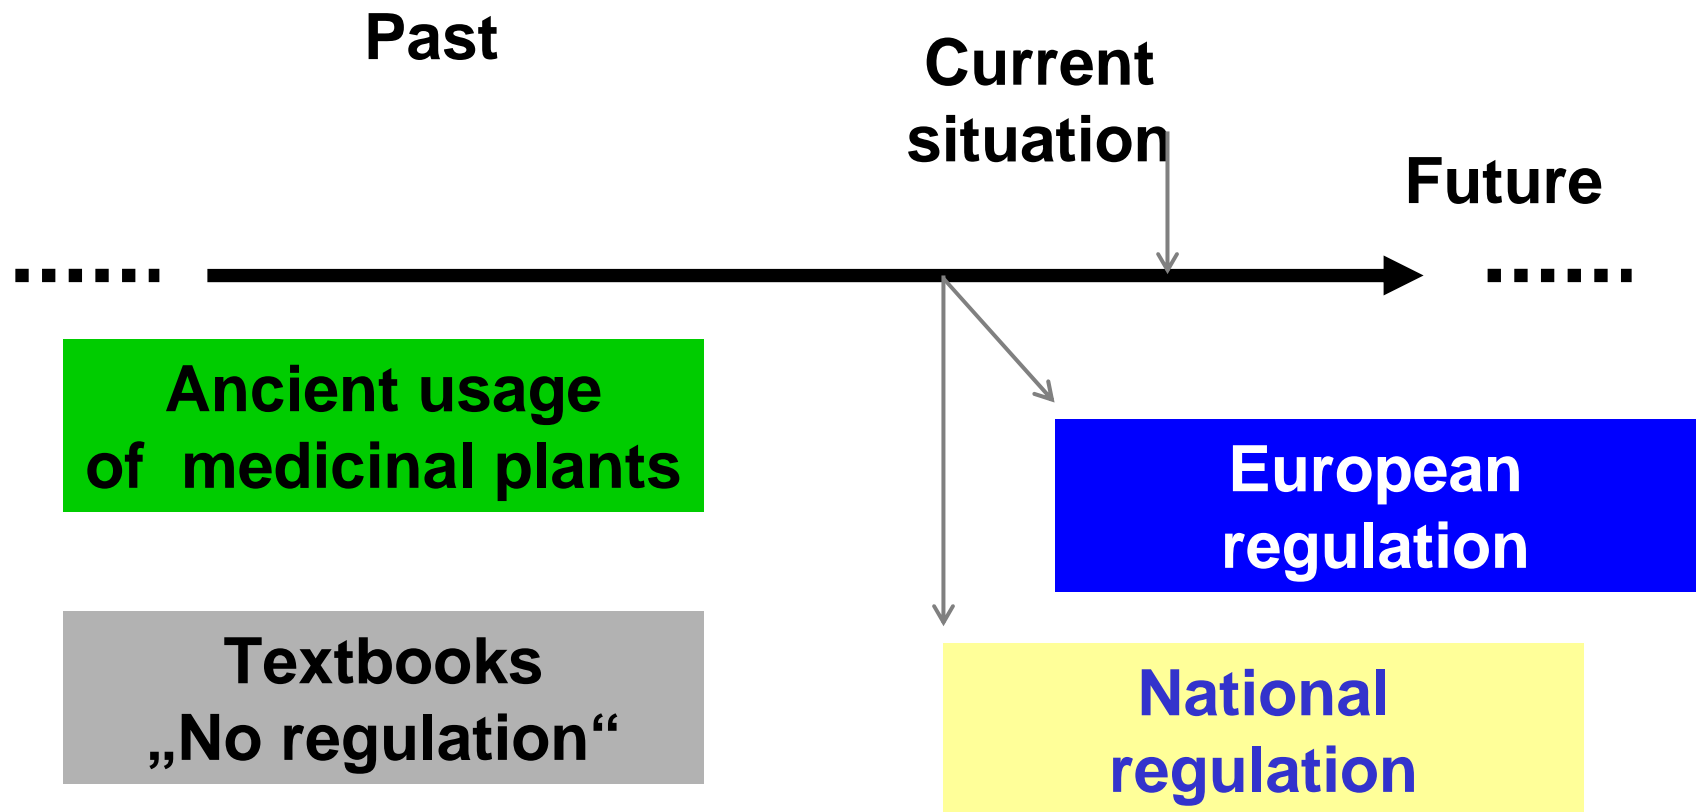 Past
Current
situation
Future
Ancient usage
of medicinal plants
European
regulation
Textbooks
„No regulation“
National
regulation